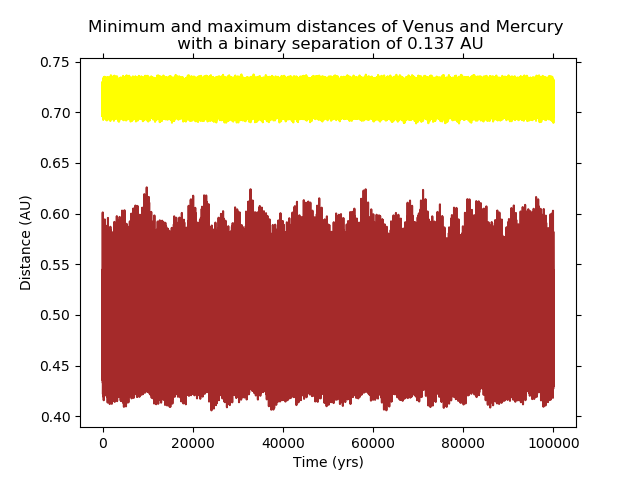 Minimum and maximum distances of Venus and Mercury
with a binary separation of 0.137 AU
0.75
0.70
0.65
0.60
0.55
0.50
0.45
0.40
Distance (AU)
0 20000 40000 60000 80000 100000
Time (yrs)